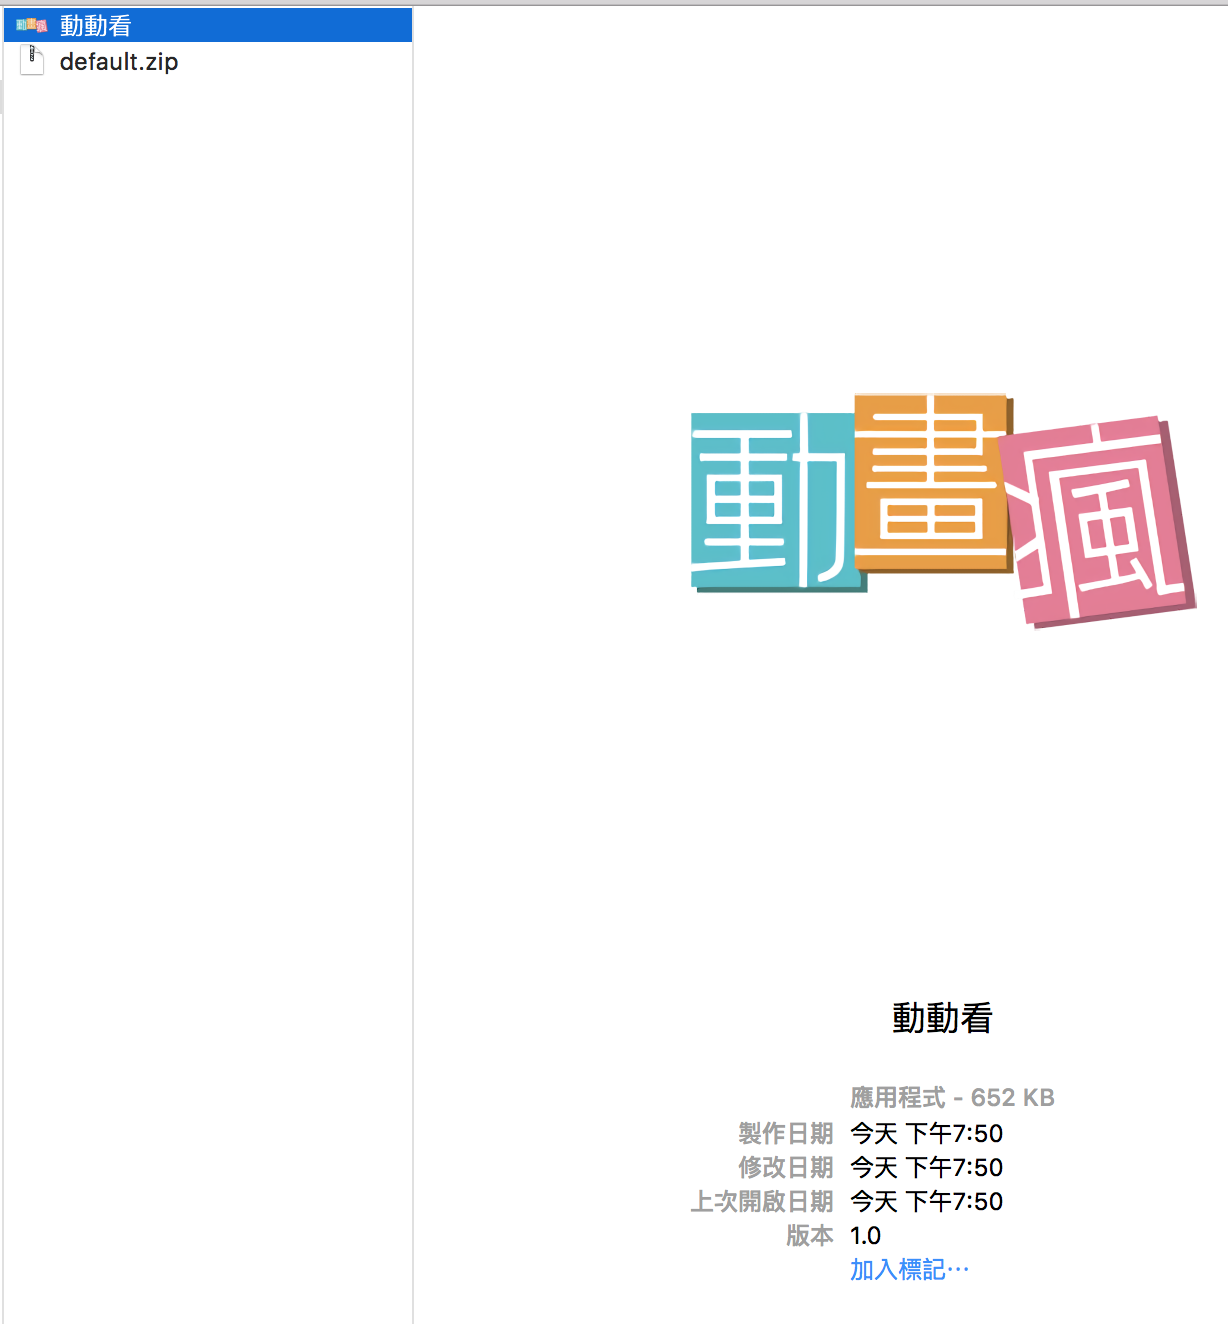 動動看
default.zip
動畫瘋
動動看
應用程式 - 652 KB
製作日期 今天 下午7:50
修改日期 今天 下午7:50
上次開啟日期 今天 下午7:50
版本 1.0
加入標記⋯